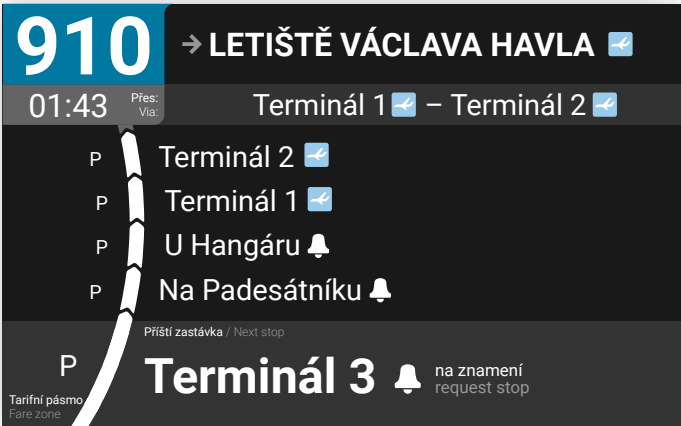 910
→ LETIŠTĚ VÁCLAVA HAVLA
01:43
Přes:
Via:
Terminál 1 – Terminál 2
P Terminál 2
P Terminál 1
P U Hangáru
P Na Padesátníku
Příští zastávka / Next stop
P
Terminál 3
na znamení
request stop
Tarifní pásmo
Fare zone